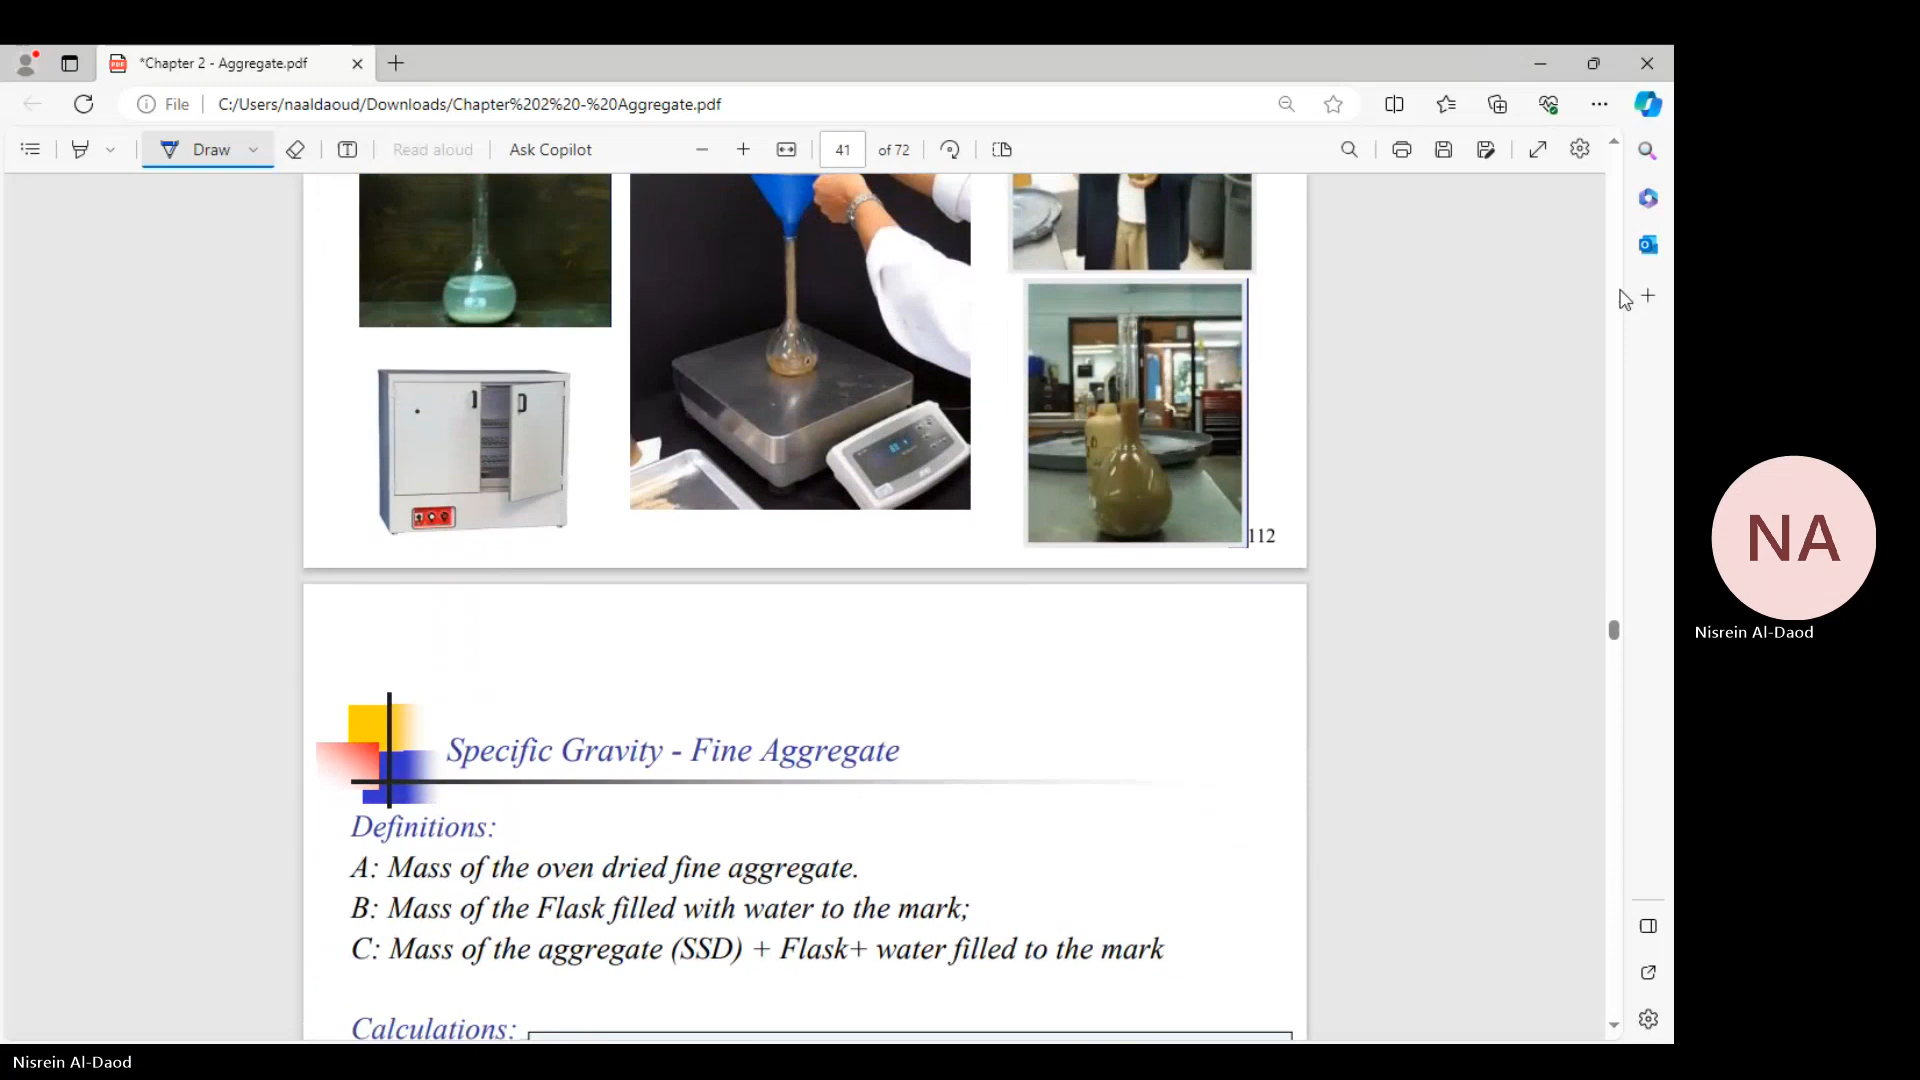 *Chapter 2 - Aggregate.pdf
File
C:/Users/naaldaoud/Downloads/Chapter%202%20-%20Aggregate.pdf
Draw
Read aloud
Ask Copilot
41
of 72
112
Specific Gravity - Fine Aggregate
Definitions:
A: Mass of the oven dried fine aggregate.
B: Mass of the Flask filled with water to the mark;
C: Mass of the aggregate (SSD) + Flask+ water filled to the mark
Calculations:
NA
Nisrein Al-Daod
Nisrein Al-Daod